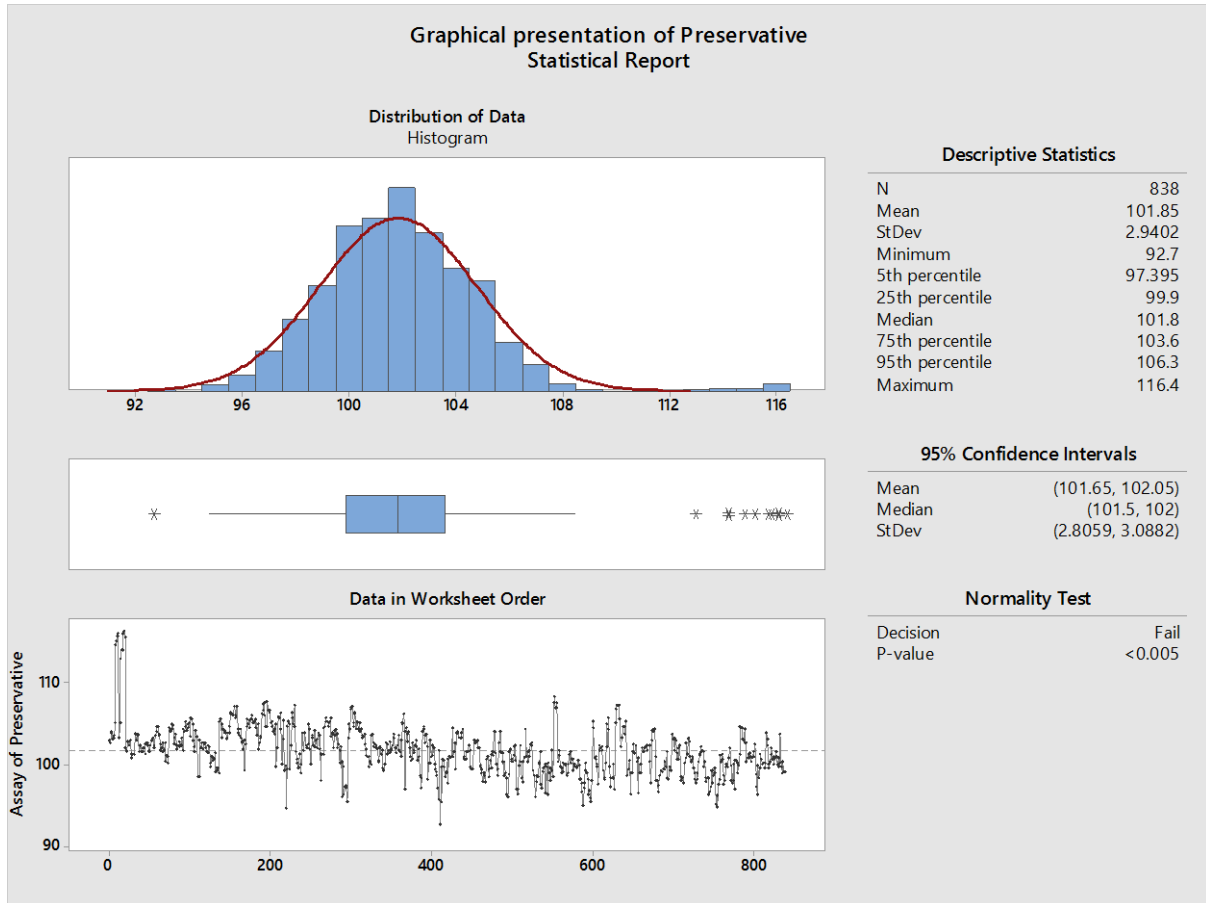 Graphical presentation of Preservative
Statistical Report
Distribution of Data
Histogram
92 96 100 104 108 112 116
Descriptive Statistics
N 838
Mean 101.85
StDev 2.9402
Minimum 92.7
5th percentile 97.395
25th percentile 99.9
Median 101.8
75th percentile 103.6
95th percentile 106.3
Maximum 116.4
95% Confidence Intervals
Mean (101.65, 102.05)
Median (101.5, 102)
StDev (2.8059, 3.0882)
Data in Worksheet Order
Assay of Preservative
110
100
90
0 200 400 600 800
Normality Test
Decision Fail
P-value <0.005